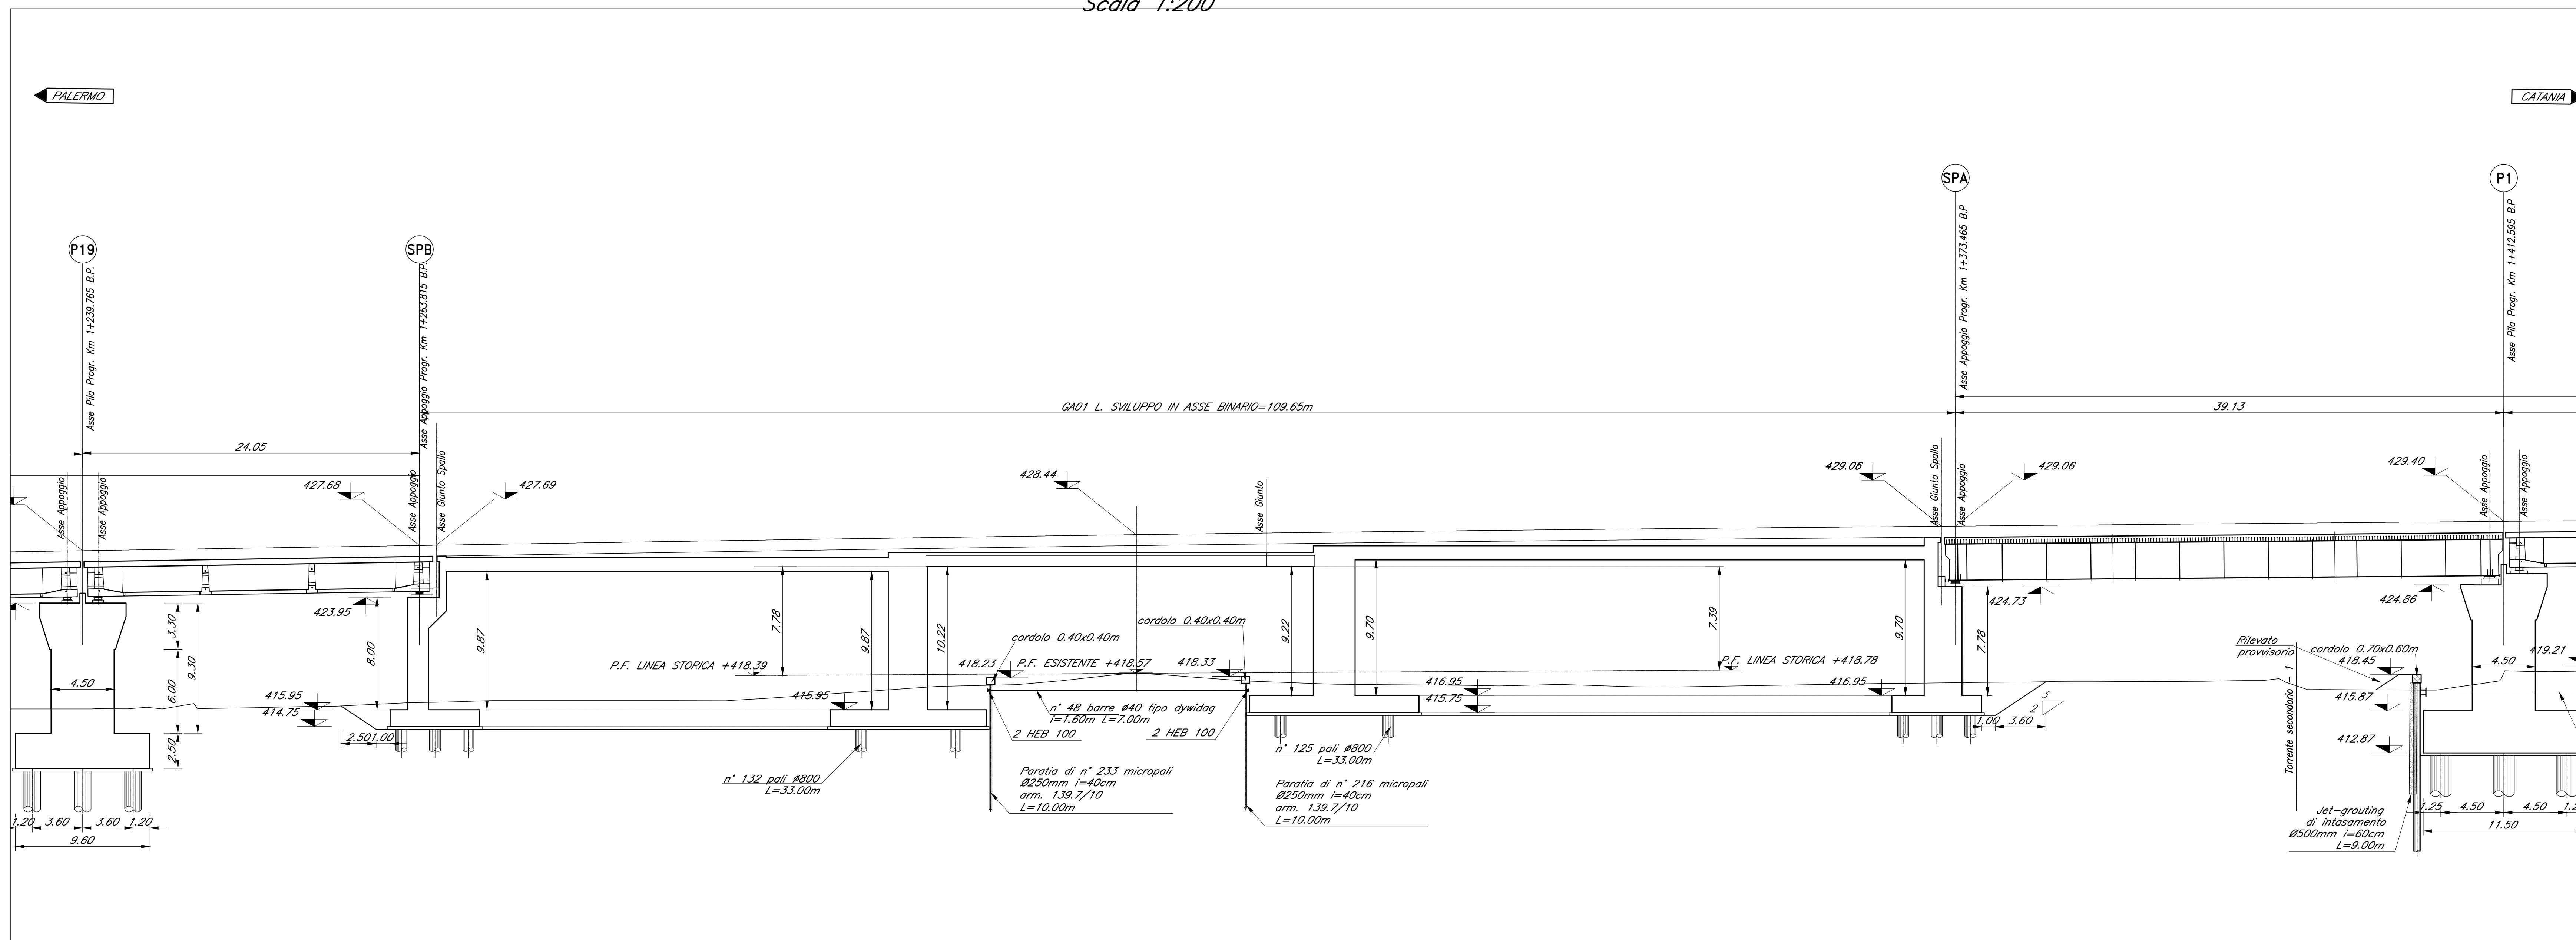 Scala 1:200
PALERMO
CATANIA
SPA
P1
P19
SPB
Asse Pila Progr. Km 1+239.765 B.P.
Asse Appoggio Progr. Km 1+263.815 B.P.
Asse Appoggio Progr. Km 1+373.465 B.P
Asse Pila Progr. Km 1+412.595 B.P
GA01 L. SVILUPPO IN ASSE BINARIO=109.65m
39.13
24.05
Asse Appoggio
Asse Appoggio
Asse Appoggio
Asse Giunto Spalla
Asse Giunto
Asse Giunto Spalla
Asse Appoggio
Asse Appoggio
Asse Appoggio
427.68
427.69
428.44
429.06
429.06
429.40
423.95
424.73
424.86
3.30
9.30
6.00
4.50
2.50
8.00
9.87
7.78
9.87
10.22
9.22
9.70
7.39
9.70
7.78
4.50
cordolo 0.40x0.40m
cordolo 0.40x0.40m
P.F. LINEA STORICA +418.39
418.23
P.F. ESISTENTE +418.57
418.33
P.F. LINEA STORICA +418.78
Rilevato
provvisorio
cordolo 0.70x0.60m
418.45
419.21
415.95
414.75
415.95
416.95
415.75
416.95
415.87
412.87
n° 48 barre ø40 tipo dywidag
i=1.60m L=7.00m
2 HEB 100
2 HEB 100
2.50
1.00
1.00
3.60
3
2
n° 132 pali ø800
L=33.00m
n° 125 pali ø800
L=33.00m
Paratia di n° 233 micropali
Ø250mm i=40cm
arm. 139.7/10
L=10.00m
Paratia di n° 216 micropali
Ø250mm i=40cm
arm. 139.7/10
L=10.00m
Torrente secondario - 1
Jet-grouting
di intasamento
Ø500mm i=60cm
L=9.00m
1.20
3.60
3.60
1.20
9.60
1.25
4.50
4.50
11.50